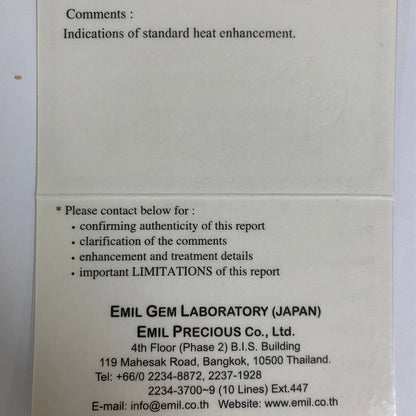 Comments :
Indications of standard heat enhancement.
* Please contact below for :
• confirming authenticity of this report
• clarification of the comments
• enhancement and treatment details
• important LIMITATIONS of this report
EMIL GEM LABORATORY (JAPAN)
EMIL PRECIOUS CO., LTD.
4th Floor (Phase 2) B.I.S. Building
119 Mahesak Road, Bangkok, 10500 Thailand.
Tel: +66/0 2234-8872, 2237-1928
2234-3700~9 (10 Lines) Ext.447
E-mail: info@emil.co.th Website: www.emil.co.th